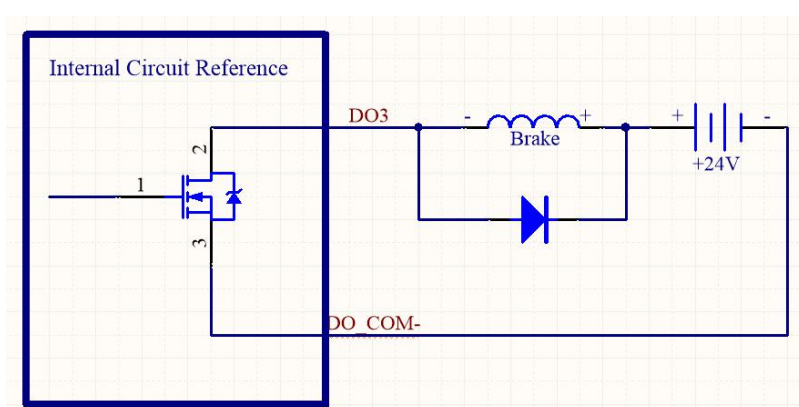 Internal Circuit Reference
DO3
- +
Brake
+ -
+24V
2
1
3
DO_COM-